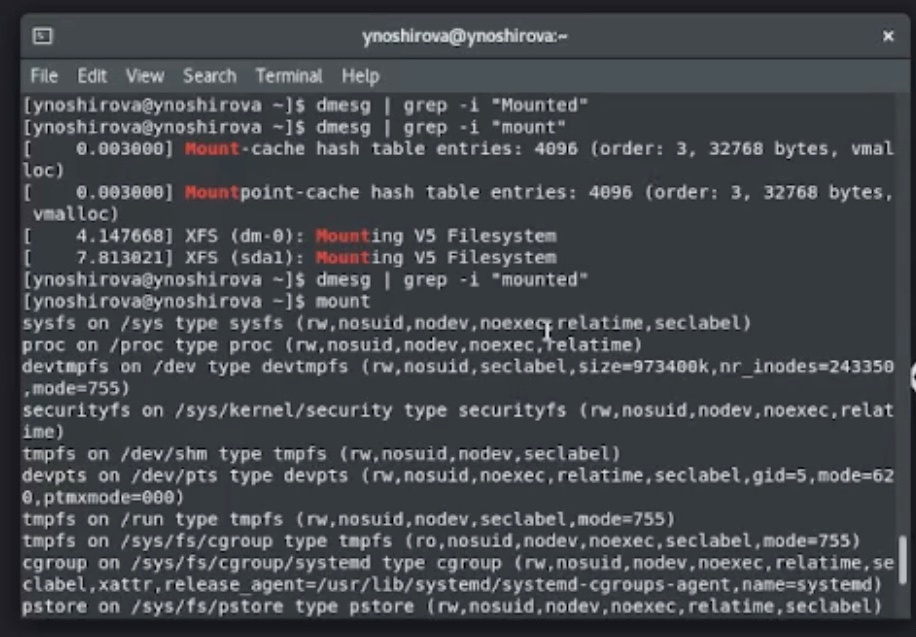 ynoshirova@ynoshirova:~
File Edit View Search Terminal Help
[ynoshirova@ynoshirova ~]$ dmesg | grep -i "Mounted"
[ynoshirova@ynoshirova ~]$ dmesg | grep -i "mount"
[    0.003000] Mount-cache hash table entries: 4096 (order: 3, 32768 bytes, vmal
loc)
[    0.003000] Mountpoint-cache hash table entries: 4096 (order: 3, 32768 bytes,
 vmalloc)
[    4.147668] XFS (dm-0): Mounting V5 Filesystem
[    7.813021] XFS (sda1): Mounting V5 Filesystem
[ynoshirova@ynoshirova ~]$ dmesg | grep -i "mounted"
[ynoshirova@ynoshirova ~]$ mount
sysfs on /sys type sysfs (rw,nosuid,nodev,noexec,relatime,seclabel)
proc on /proc type proc (rw,nosuid,nodev,noexec,relatime)
devtmpfs on /dev type devtmpfs (rw,nosuid,seclabel,size=973400k,nr_inodes=243350
,mode=755)
securityfs on /sys/kernel/security type securityfs (rw,nosuid,nodev,noexec,relat
ime)
tmpfs on /dev/shm type tmpfs (rw,nosuid,nodev,seclabel)
devpts on /dev/pts type devpts (rw,nosuid,noexec,relatime,seclabel,gid=5,mode=62
0,ptmxmode=000)
tmpfs on /run type tmpfs (rw,nosuid,nodev,seclabel,mode=755)
tmpfs on /sys/fs/cgroup type tmpfs (ro,nosuid,nodev,noexec,seclabel,mode=755)
cgroup on /sys/fs/cgroup/systemd type cgroup (rw,nosuid,nodev,noexec,relatime,se
clabel,xattr,release_agent=/usr/lib/systemd/systemd-cgroups-agent,name=systemd)
pstore on /sys/fs/pstore type pstore (rw,nosuid,nodev,noexec,relatime,seclabel)